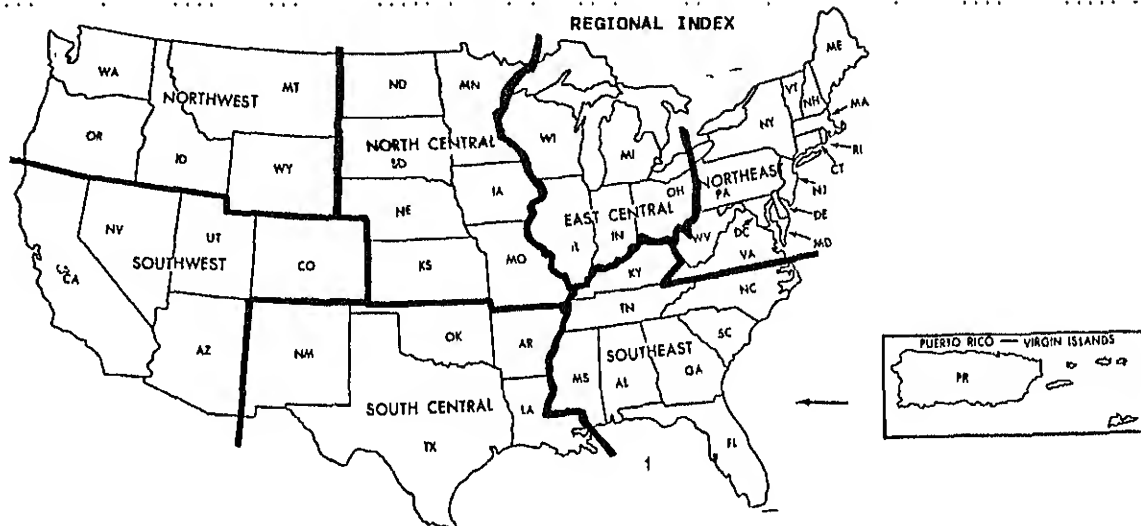 REGIONAL INDEX
ME
WA
MT
ND
MN
VT
NH
MA
NORTHWEST
OR
NY
WI
NORTH CENTRAL
MI
RI
SD
CT
ID
WY
IA
OH
NORTHEAST
PA
NJ
NE
EAST CENTRAL
DE
NV
UT
IL
IN
WV
DC
MD
SOUTHWEST
CO
KS
MO
KY
VA
CA
NC
TN
OK
AR
SC
AZ
NM
SOUTHEAST
PUERTO RICO — VIRGIN ISLANDS
MS
AL
GA
PR
SOUTH CENTRAL
LA
TX
FL
1